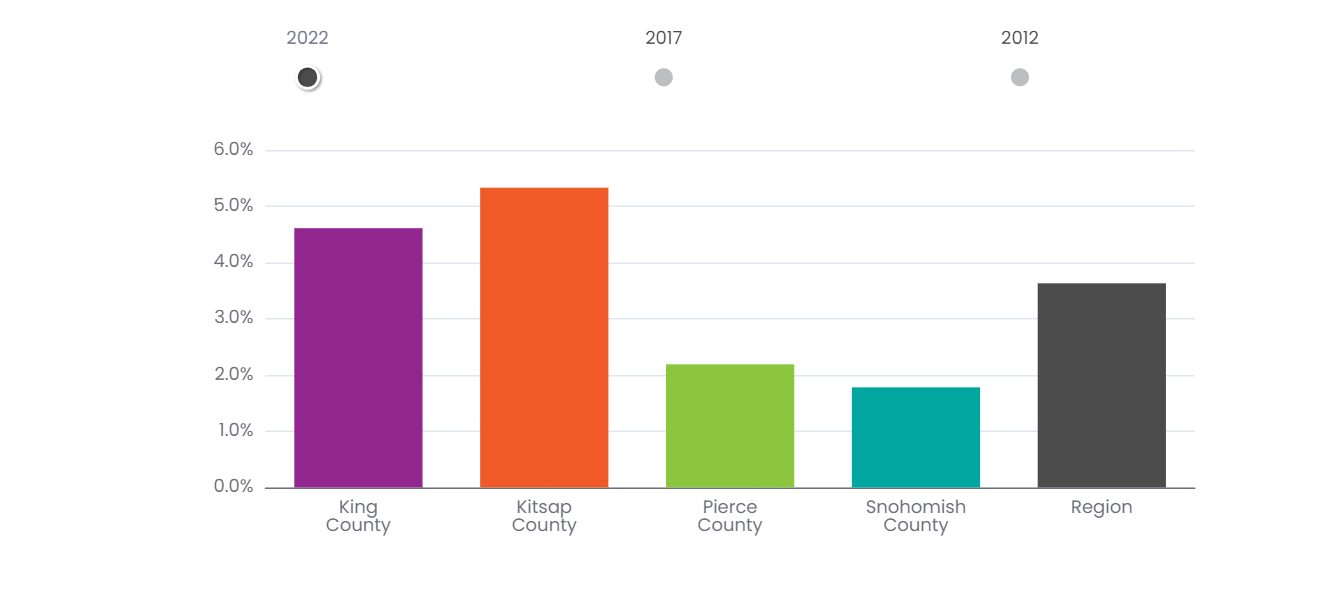 2022
2017
2012
6.0%
5.0%
4.0%
3.0%
2.0%
1.0%
0.0%
King
County
Kitsap
County
Pierce
County
Snohomish
County
Region